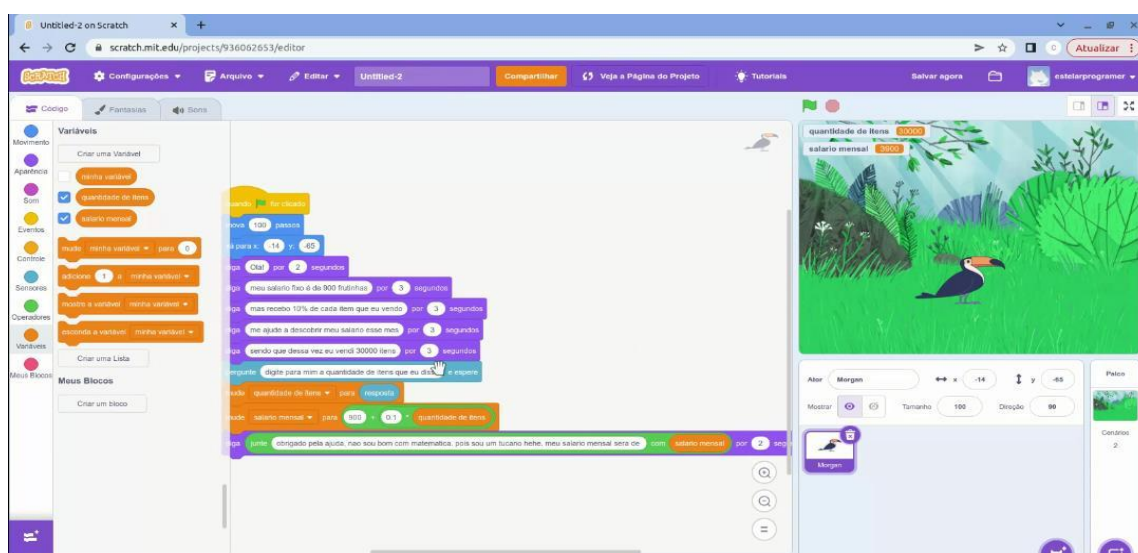 Untitled-2 on Scratch
scratch.mit.edu/projects/936062653/editor
Atualizar
SCRATCH Configurações Arquivo Editar Untitled-2 Compartilhar Veja a Página do Projeto Tutoriais Salvar agora estelarprogramer
Código Fantasias Sons
Movimento
Aparência
Som
Eventos
Controle
Sensores
Operadores
Variáveis
Meus Blocos
Variáveis
Criar uma Variável
minha variável
quantidade de itens
salario mensal
mude minha variável para 0
adicione 1 a minha variável
mostre a variável minha variável
esconda a variável minha variável
Criar uma Lista
Meus Blocos
Criar um bloco
uando for clicado
mova 100 passos
vá para x: -14 y: -65
diga Ola! por 2 segundos
diga meu salario fixo é de 900 frutinhas por 3 segundos
diga mas recebo 10% de cada item que eu vendo por 3 segundos
diga me ajude a descobrir meu salario esse mes por 3 segundos
diga sendo que dessa vez eu vendi 30000 itens por 3 segundos
pergunte digite para mim a quantidade de itens que eu e espere
mude quantidade de itens para resposta
mude salario mensal para 900 + 0.1 * quantidade de itens
diga junte obrigado pela ajuda, nao sou bom com matematica, pois sou um tucano hehe, meu salario mensal sera de com salario mensal por 2 seg
quantidade de itens 30000
salario mensal 3900
Ator Morgan x -14 y -65
Mostrar Tamanho 100 Direção 90
Morgan
Palco
Cenários
2